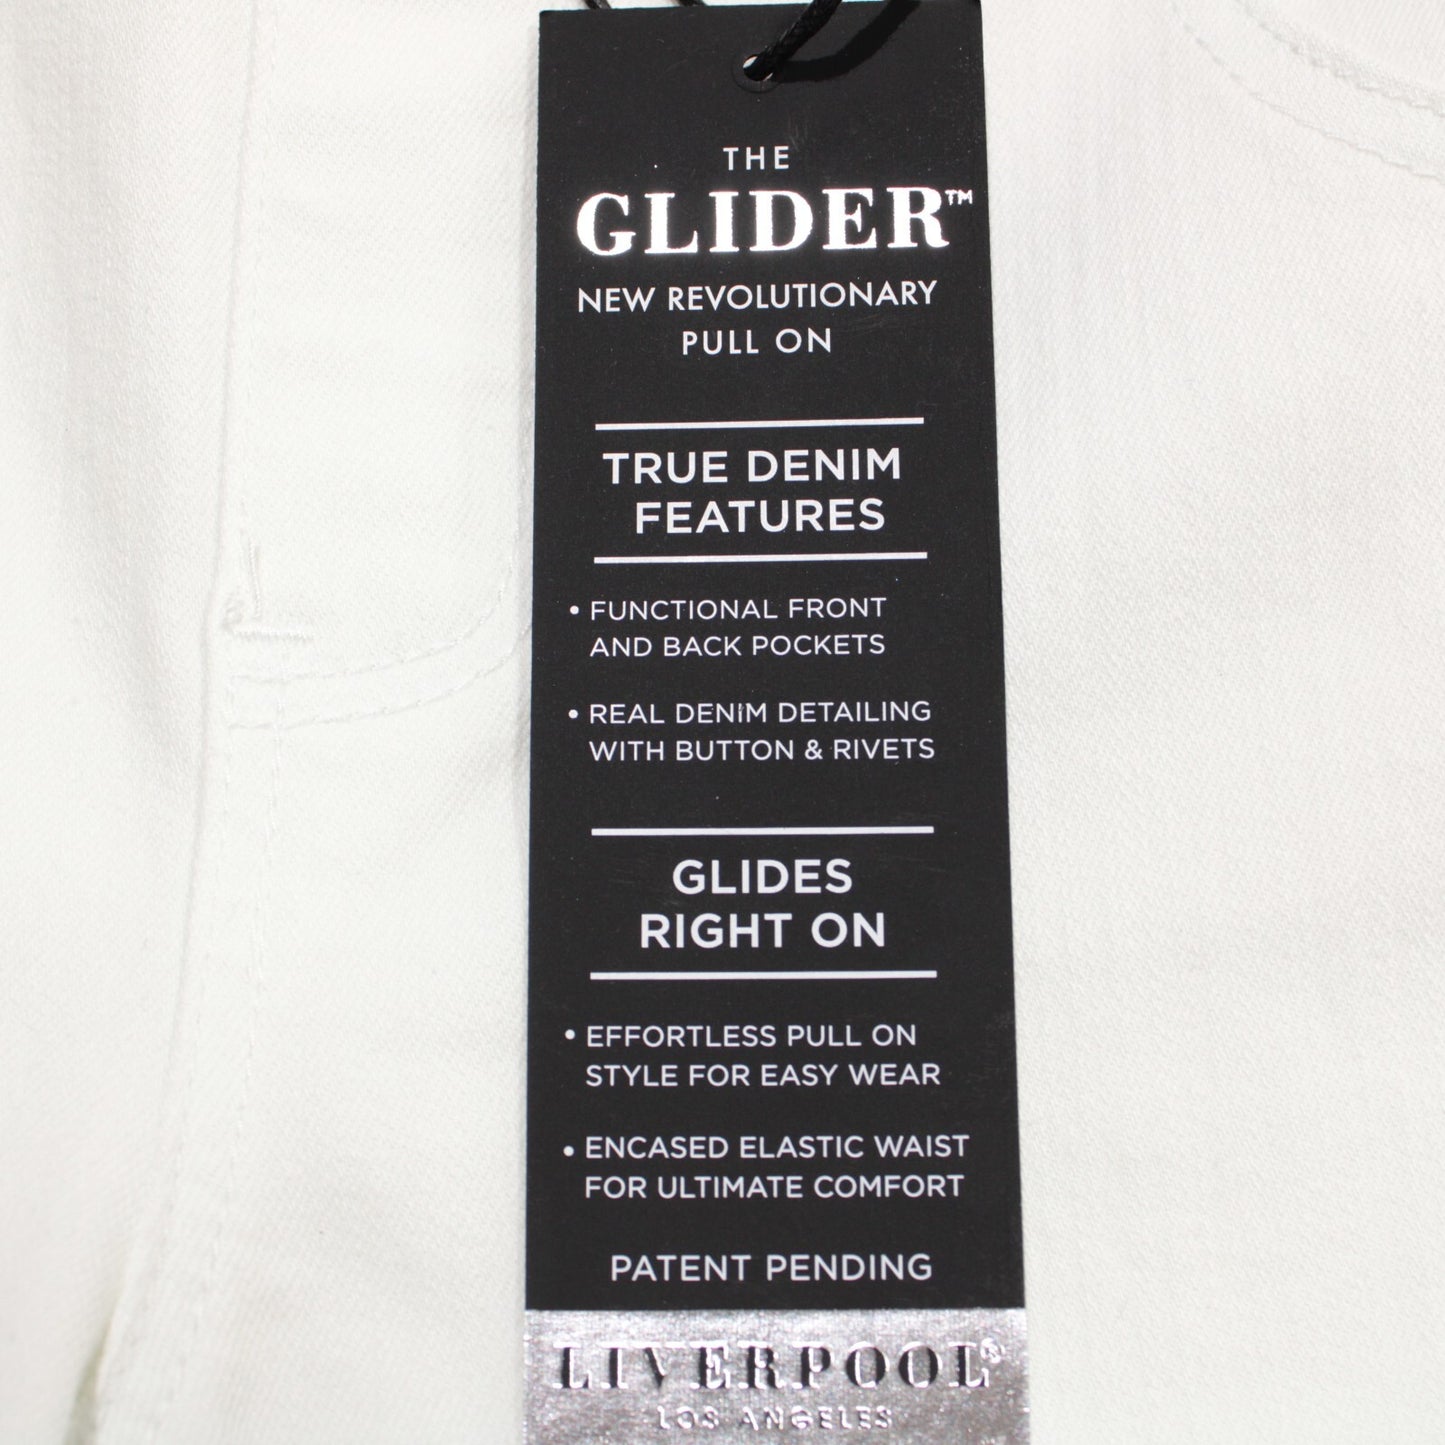 THE
GLIDER™
NEW REVOLUTIONARY
PULL ON
TRUE DENIM
FEATURES
• FUNCTIONAL FRONT
AND BACK POCKETS
• REAL DENIM DETAILING
WITH BUTTON & RIVETS
GLIDES
RIGHT ON
• EFFORTLESS PULL ON
STYLE FOR EASY WEAR
• ENCASED ELASTIC WAIST
FOR ULTIMATE COMFORT
PATENT PENDING
LIVERPOOL®
LOS ANGELES